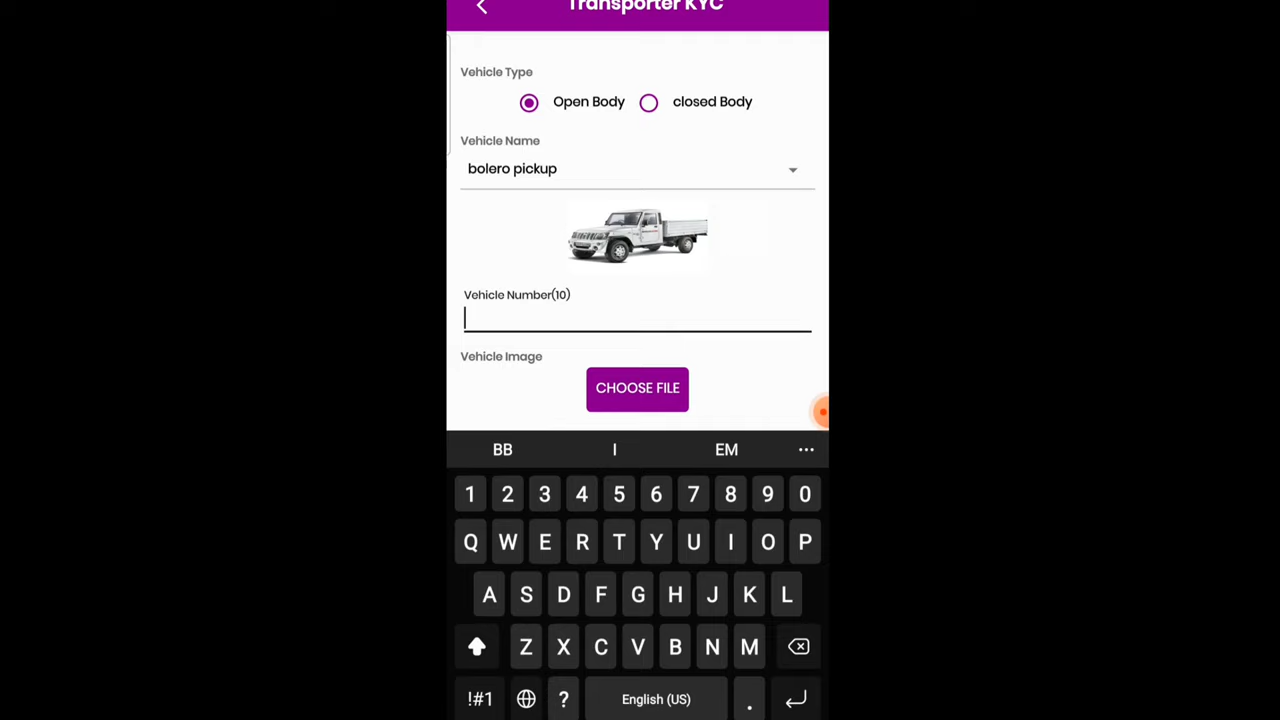 Transporter KYC
Vehicle Type
Open Body closed Body
Vehicle Name
bolero pickup
Vehicle Number(10)
Vehicle Image
CHOOSE FILE
BB I EM ...
1 2 3 4 5 6 7 8 9 0
Q W E R T Y U I O P
A S D F G H J K L
Z X C V B N M
!#1 ? English (US) .